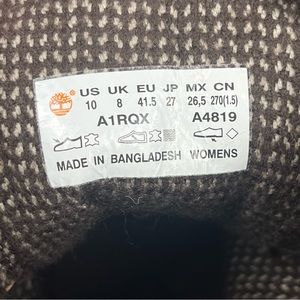 US UK EU JP MX CN
10 8 41.5 27 26,5 270(1.5)
A1RQX A4819
MADE IN BANGLADESH WOMENS